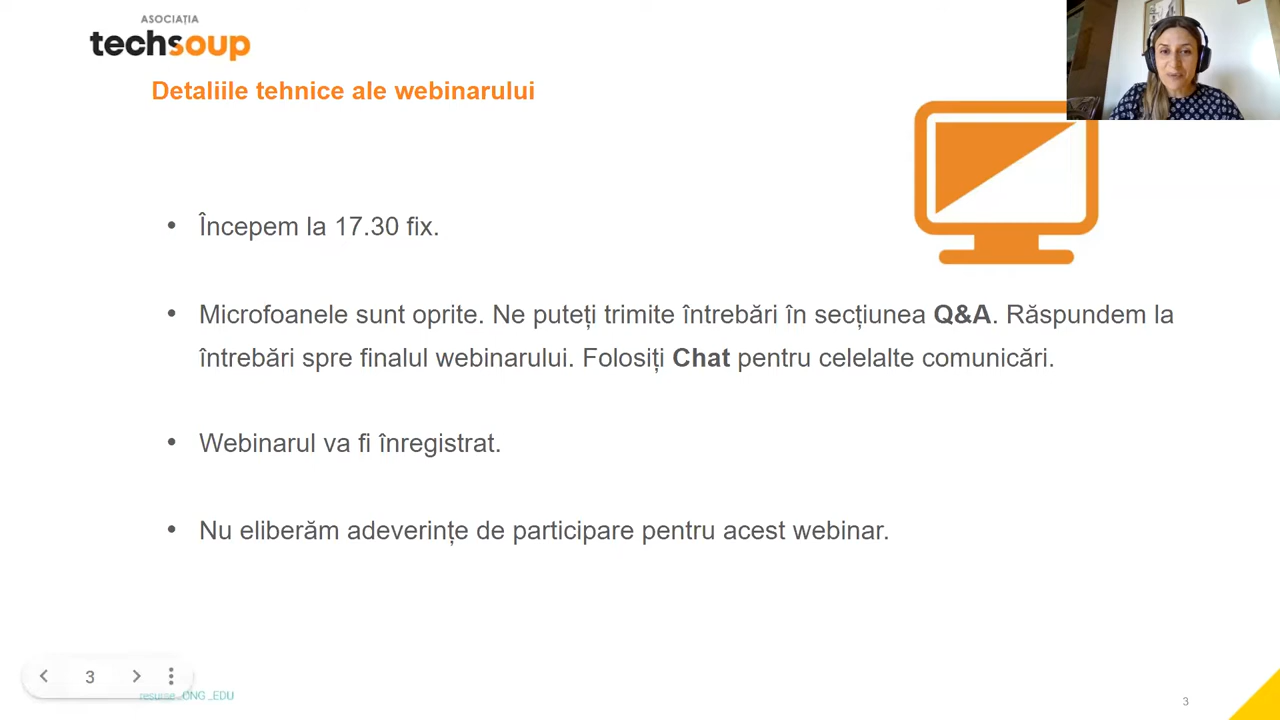 ASOCIAȚIA
techsoup
Detaliile tehnice ale webinarului
• Începem la 17.30 fix.
• Microfoanele sunt oprite. Ne puteți trimite întrebări în secțiunea Q&A. Răspundem la
întrebări spre finalul webinarului. Folosiți Chat pentru celelalte comunicări.
• Webinarul va fi înregistrat.
• Nu eliberăm adeverințe de participare pentru acest webinar.
3
resurse_ONG_EDU
3